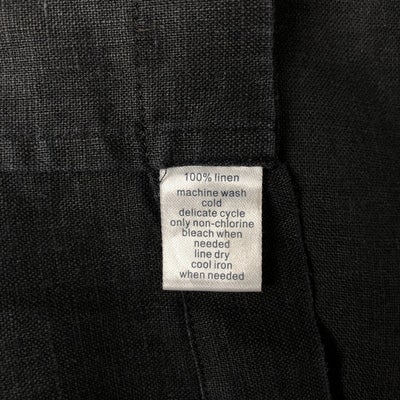 100% linen
machine wash
cold
delicate cycle
only non-chlorine
bleach when
needed
line dry
cool iron
when needed